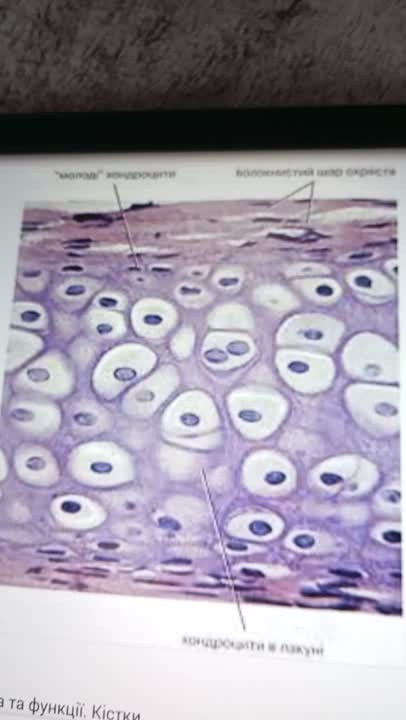 "молоді" хондроцити
волокнистий шар охрястя
хондроцити в лакуні
а та функції. Кістки